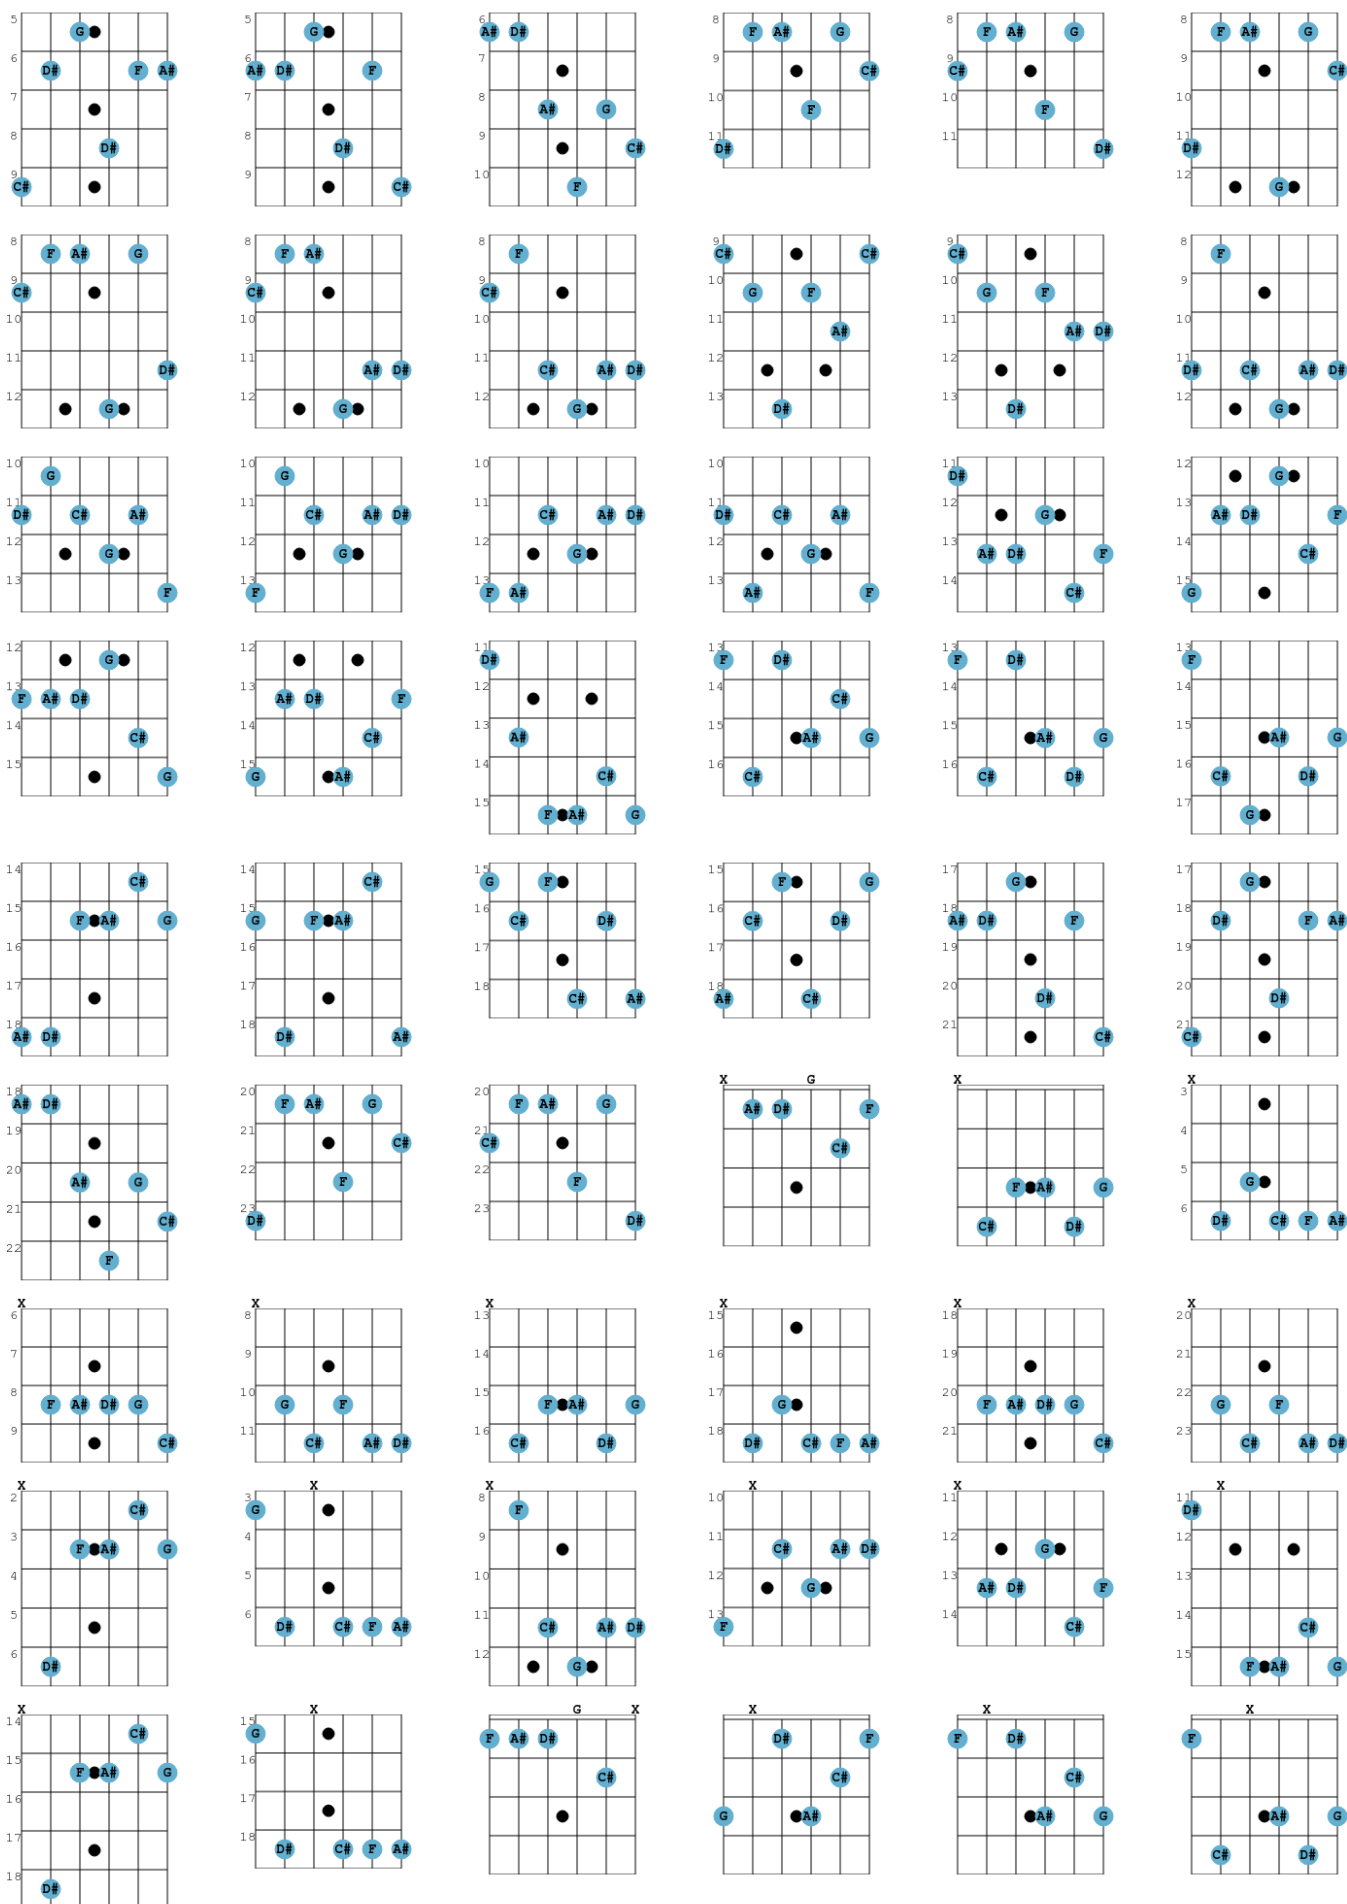 5 G
6 D# F A#
7
8 D#
9 C#
5 G
6 A# D# F
7
8 D#
9 C#
6 A# D#
7
8 A# G
9 C#
10 F
8 F A# G
9 C#
10 F
11 D#
8 F A# G
9 C#
10 F
11 D#
8 F A# G
9 C#
10
11 D#
12 G
8 F A# G
9 C#
10
11 D#
12 G
8 F A#
9 C#
10
11 A# D#
12 G
8 F
9 C#
10
11 C# A# D#
12 G
9 C# C#
10 G F
11 A#
12
13 D#
9 C#
10 G F
11 A# D#
12
13 D#
8 F
9
10
11 D# C# A# D#
12 G
10 G
11 D# C# A#
12 G
13 F
10 G
11 C# A# D#
12 G
13 F
10
11 C# A# D#
12 G
13 F A#
10
11 D# C# A#
12 G
13 A# F
11 D#
12 G
13 A# D# F
14 C#
12 G
13 A# D# F
14 C#
15 G
12 G
13 F A# D#
14 C#
15 G
12
13 A# D# F
14 C#
15 G A#
11 D#
12
13 A#
14 C#
15 F A# G
13 F D#
14 C#
15 A# G
16 C#
13 F D#
14
15 A# G
16 C# D#
13 F
14
15 A# G
16 C# D#
17 G
14 C#
15 F A# G
16
17
18 A# D#
14 C#
15 G F A#
16
17
18 D# A#
15 G F
16 C# D#
17
18 C# A#
15 F G
16 C# D#
17
18 A# C#
17 G
18 A# D# F
19
20 D#
21 C#
17 G
18 D# F A#
19
20 D#
21 C#
18 A# D#
19
20 A# G
21 C#
22 F
20 F A# G
21 C#
22 F
23 D#
20 F A# G
21 C#
22 F
23 D#
X G
A# D# F
C#
X
F A# G
C# D#
X
3
4
5 G
6 D# C# F A#
X
6
7
8 F A# D# G
9 C#
X
8
9
10 G F
11 C# A# D#
X
13
14
15 F A# G
16 C# D#
X
15
16
17 G
18 D# C# F A#
X
18
19
20 F A# D# G
21 C#
X
20
21
22 G F
23 C# A# D#
X
2 C#
3 F A# G
4
5
6 D#
X
3 G
4
5
6 D# C# F A#
X
8 F
9
10
11 C# A# D#
12 G
X
10
11 C# A# D#
12 G
13 F
X
11
12 G
13 A# D# F
14 C#
X
11 D#
12
13
14 C#
15 F A# G
X
14 C#
15 F A# G
16
17
18 D#
X
15 G
16
17
18 D# C# F A#
G X
F A# D#
C#
X
D# F
C#
G A#
X
F D#
C#
A# G
X
F
A# G
C# D#